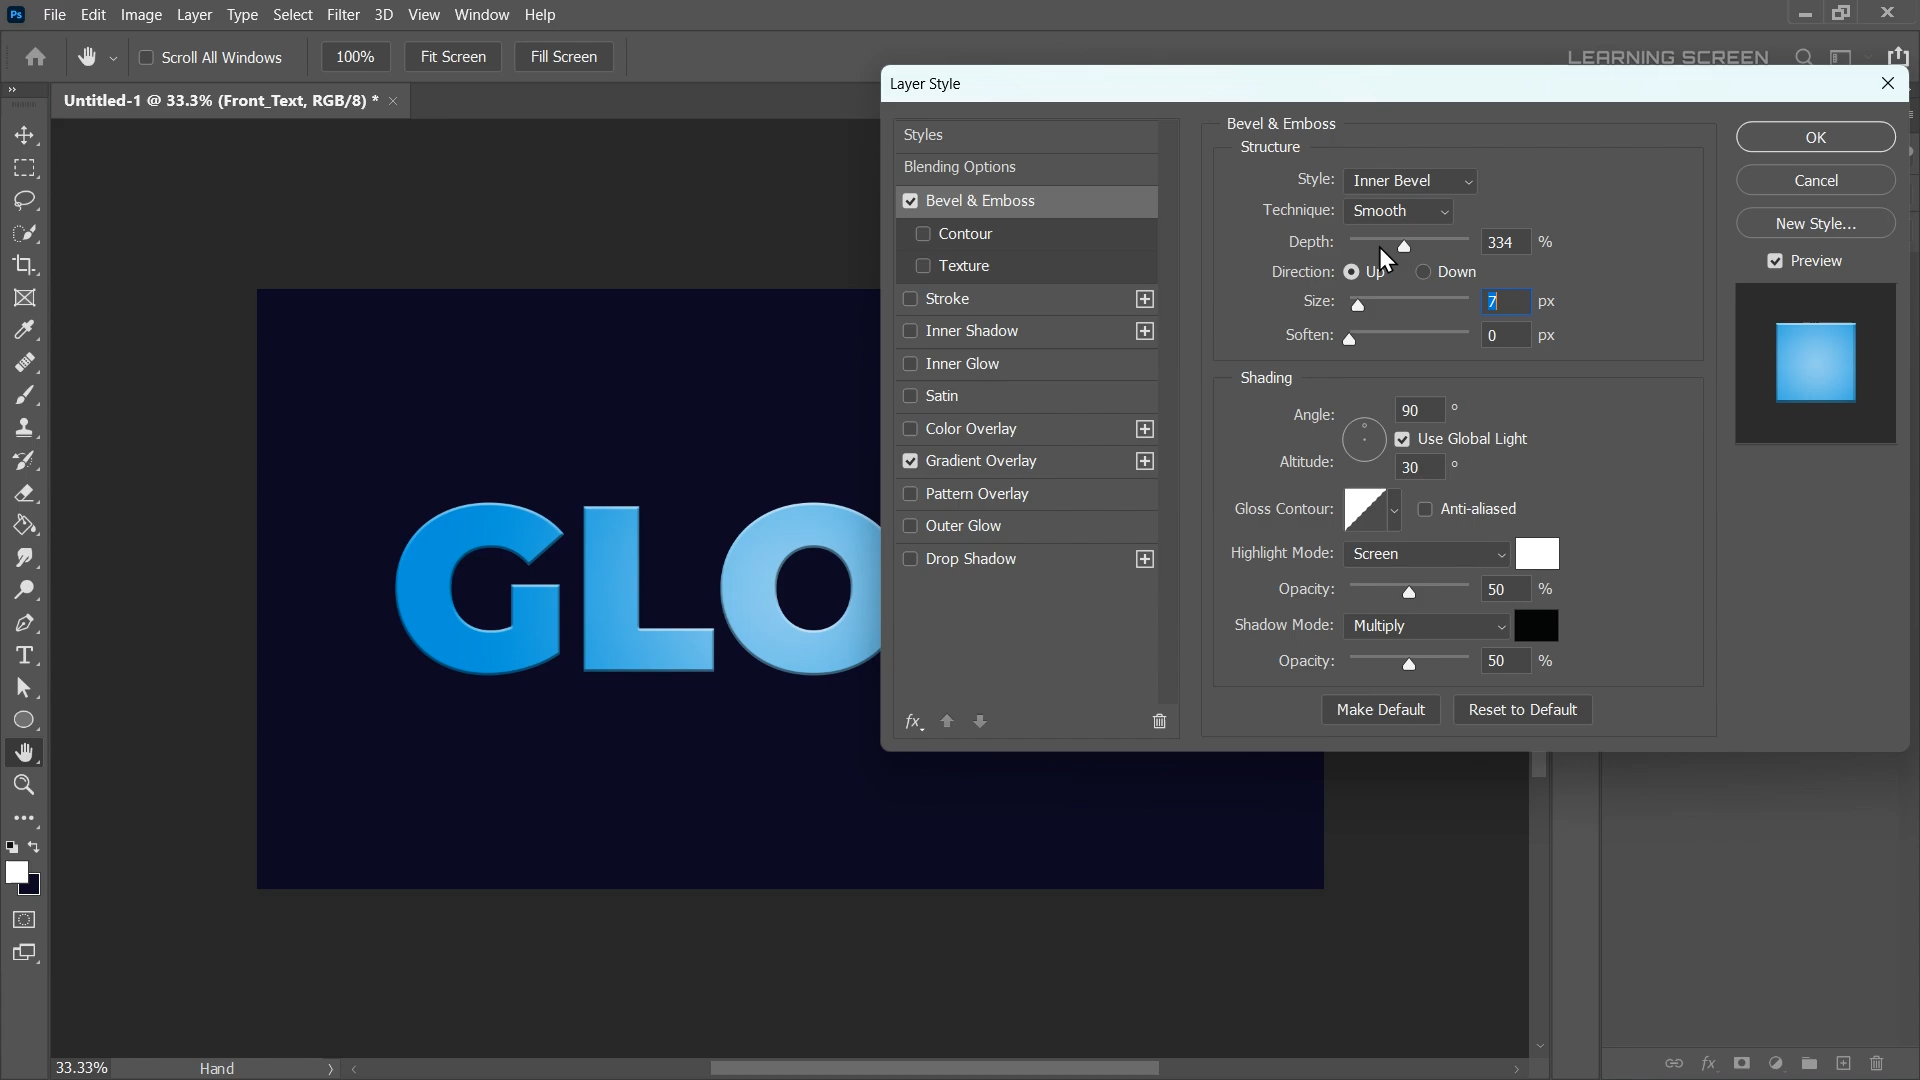 Ps File Edit Image Layer Type Select Filter 3D View Window Help
Scroll All Windows 100% Fit Screen Fill Screen LEARNING SCREEN
Untitled-1 @ 33.3% (Front_Text, RGB/8) *
Layer Style
Styles
Blending Options
Bevel & Emboss
Contour
Texture
Stroke
Inner Shadow
Inner Glow
Satin
Color Overlay
Gradient Overlay
Pattern Overlay
Outer Glow
Drop Shadow
fx
Bevel & Emboss
Structure
Style: Inner Bevel
Technique: Smooth
Depth: 334 %
Direction: Up Down
Size: 7 px
Soften: 0 px
Shading
Angle: 90 °
Use Global Light
Altitude: 30 °
Gloss Contour: Anti-aliased
Highlight Mode: Screen
Opacity: 50 %
Shadow Mode: Multiply
Opacity: 50 %
Make Default Reset to Default
OK
Cancel
New Style...
Preview
GLO
33.33% Hand
fx